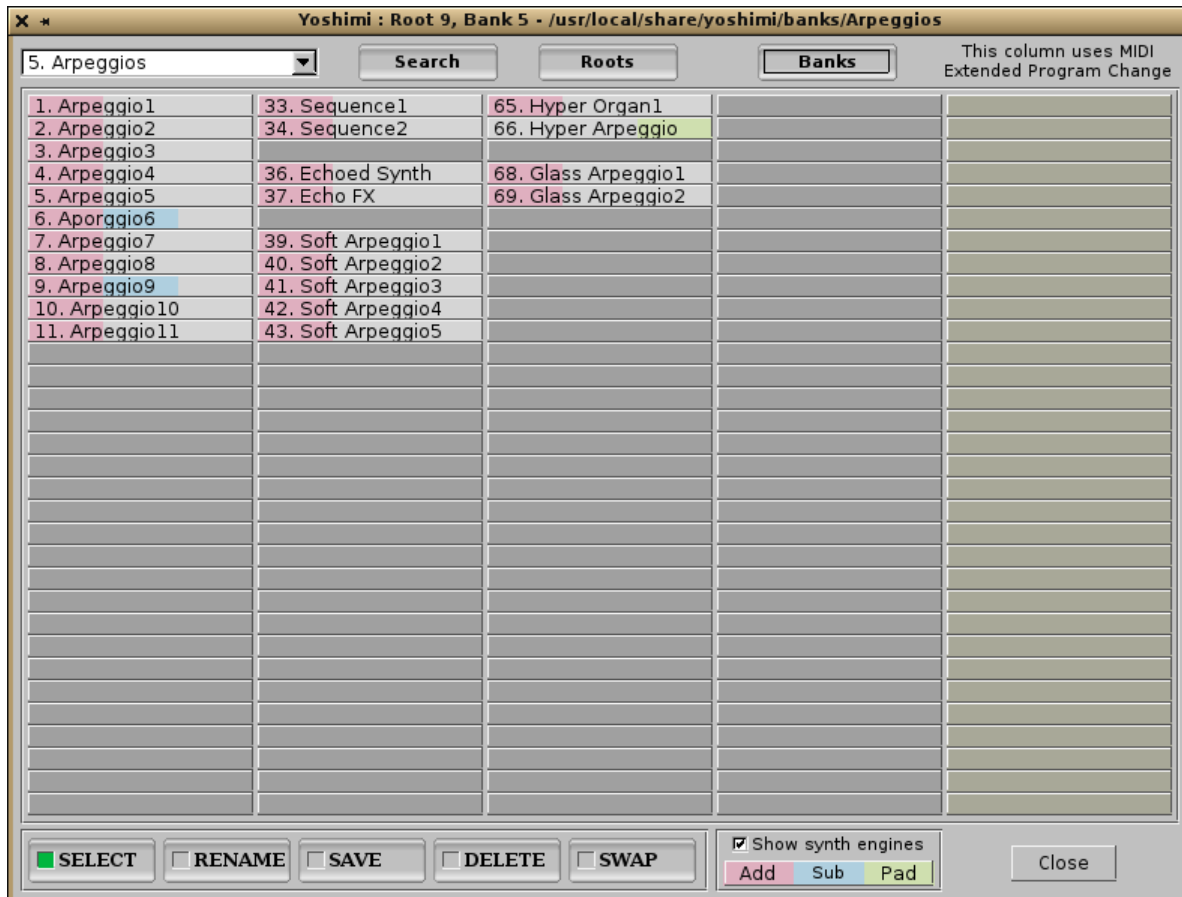 Yoshimi : Root 9, Bank 5 - /usr/local/share/yoshimi/banks/Arpeggios
5. Arpeggios
Search
Roots
Banks
This column uses MIDI
Extended Program Change
1. Arpeggio1
2. Arpeggio2
3. Arpeggio3
4. Arpeggio4
5. Arpeggio5
6. Aporggio6
7. Arpeggio7
8. Arpeggio8
9. Arpeggio9
10. Arpeggio10
11. Arpeggio11
33. Sequence1
34. Sequence2
36. Echoed Synth
37. Echo FX
39. Soft Arpeggio1
40. Soft Arpeggio2
41. Soft Arpeggio3
42. Soft Arpeggio4
43. Soft Arpeggio5
65. Hyper Organ1
66. Hyper Arpeggio
68. Glass Arpeggio1
69. Glass Arpeggio2
SELECT
RENAME
SAVE
DELETE
SWAP
Show synth engines
Add Sub Pad
Close